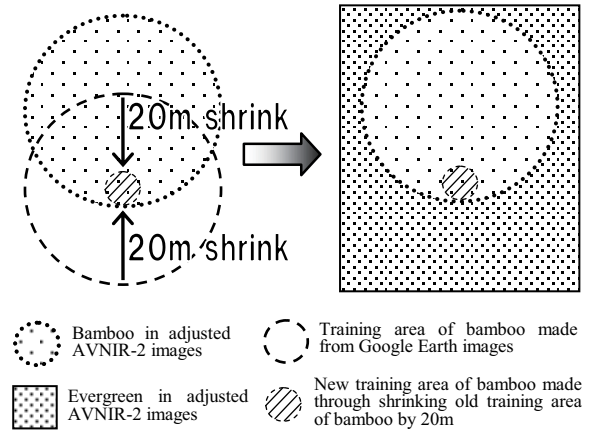 20m shrink
20m shrink
Bamboo in adjusted
AVNIR-2 images
Training area of bamboo made
from Google Earth images
Evergreen in adjusted
AVNIR-2 images
New training area of bamboo made
through shrinking old training area
of bamboo by 20m